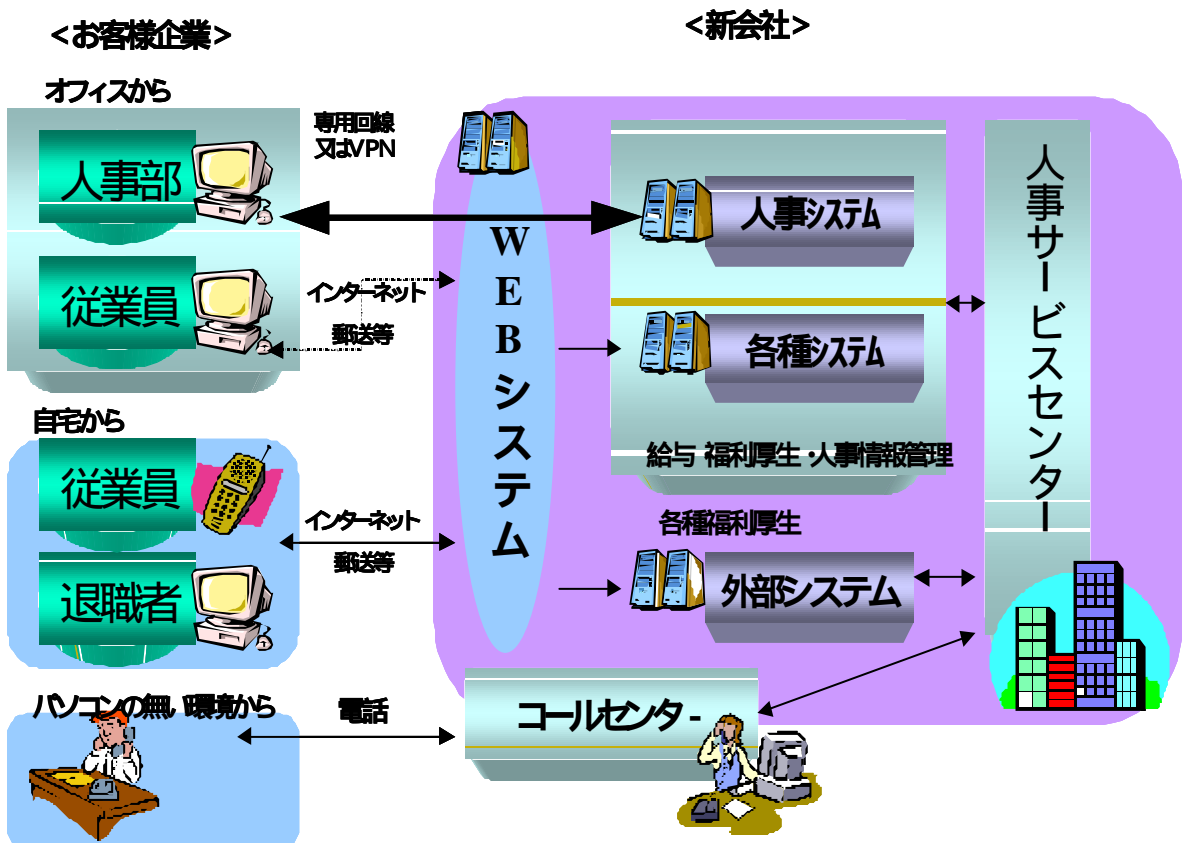 <お客様企業>
<新会社>
オフィスから
人事部
従業員
専用回線
又はVPN
インターネット
郵送等
自宅から
従業員
退職者
インターネット
郵送等
パソコンの無い環境から
電話
WEBシステム
人事システム
各種システム
給与 福利厚生・人事情報管理
各種福利厚生
外部システム
コールセンタ-
人事サービスセンター